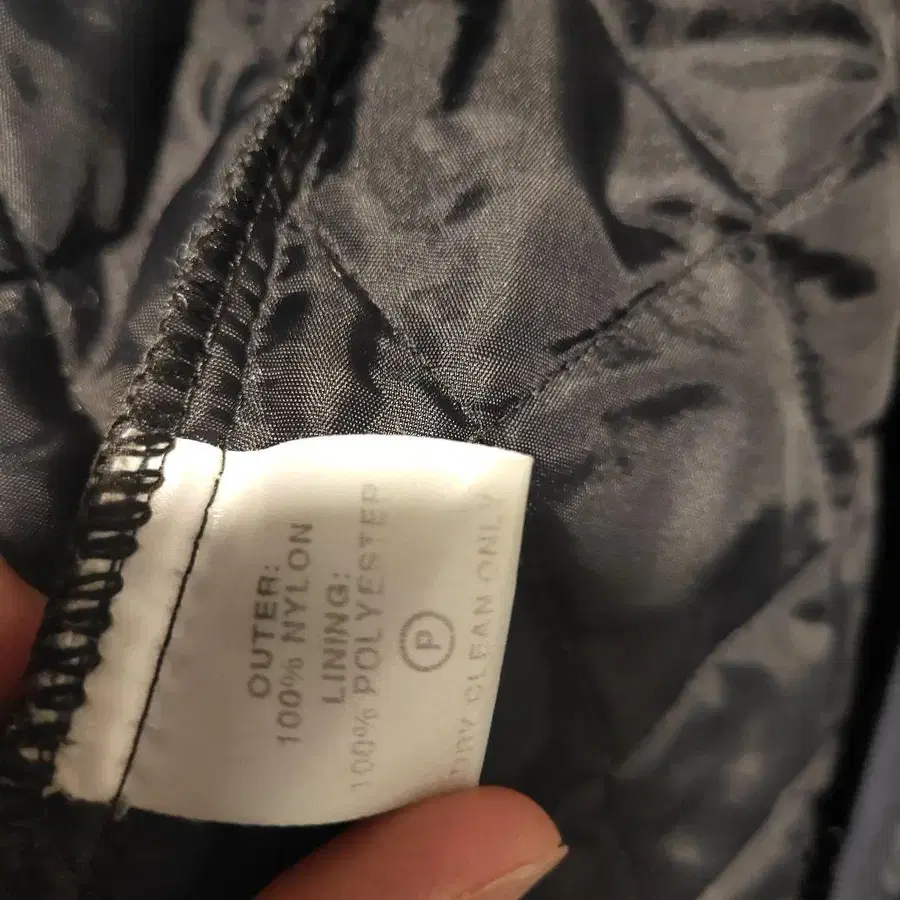 OUTER:
100% NYLON
LINING:
100% POLYESTER
P
DRY CLEAN ONLY